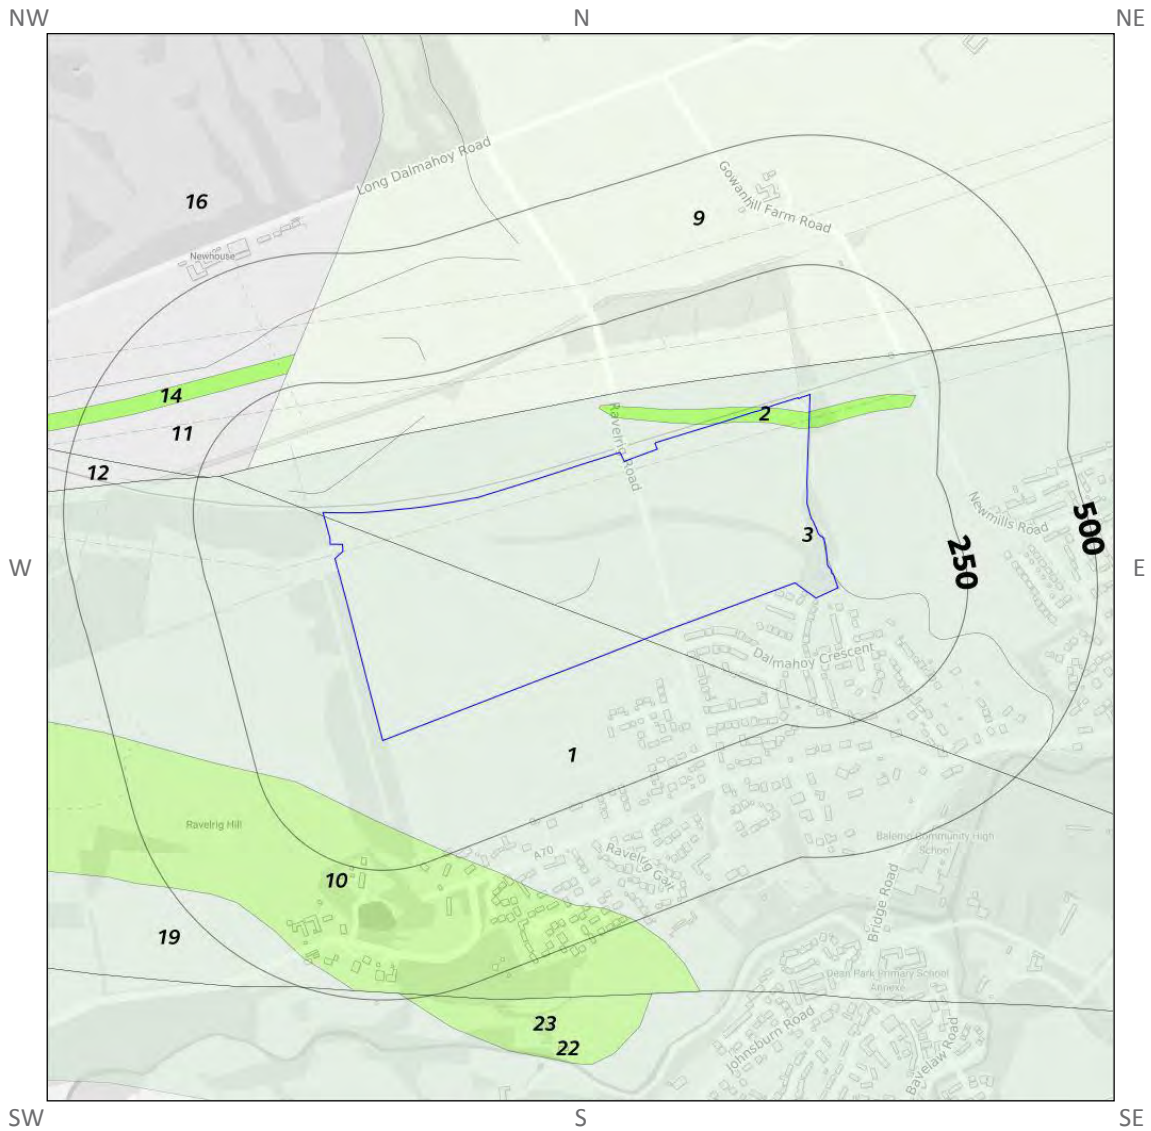 NW
N
NE
Long Dalmahoy Road
16
Gowanhill Farm Road
9
Newhouse
14
2
11
Ravelrig Road
12
3
Newmills Road
500
250
W
E
Dalmahoy Crescent
1
Ravelrig Hill
Balerno Community High
School
A70
Ravelrig Gait
10
Bridge Road
19
Dean Park Primary School
Annexe
23
22
Johnsburn Road
Bavelaw Road
SW
S
SE